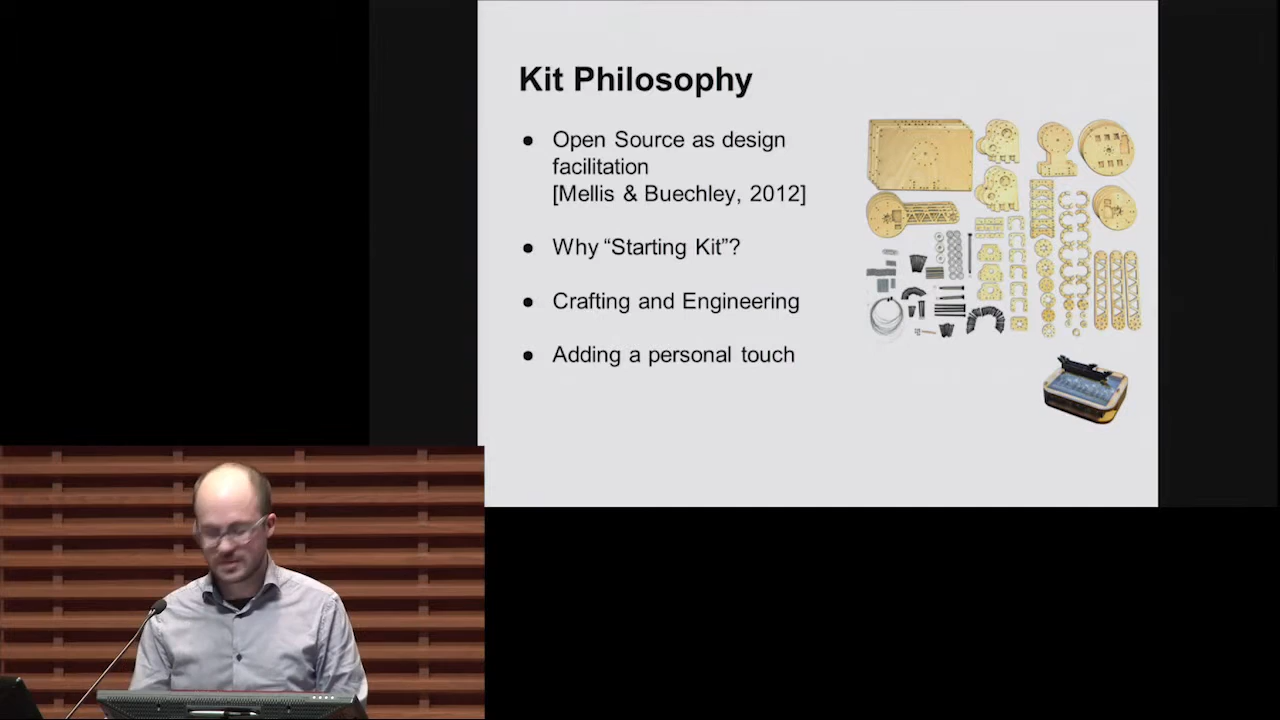 Kit Philosophy
● Open Source as design
facilitation
[Mellis & Buechley, 2012]
● Why “Starting Kit”?
● Crafting and Engineering
● Adding a personal touch